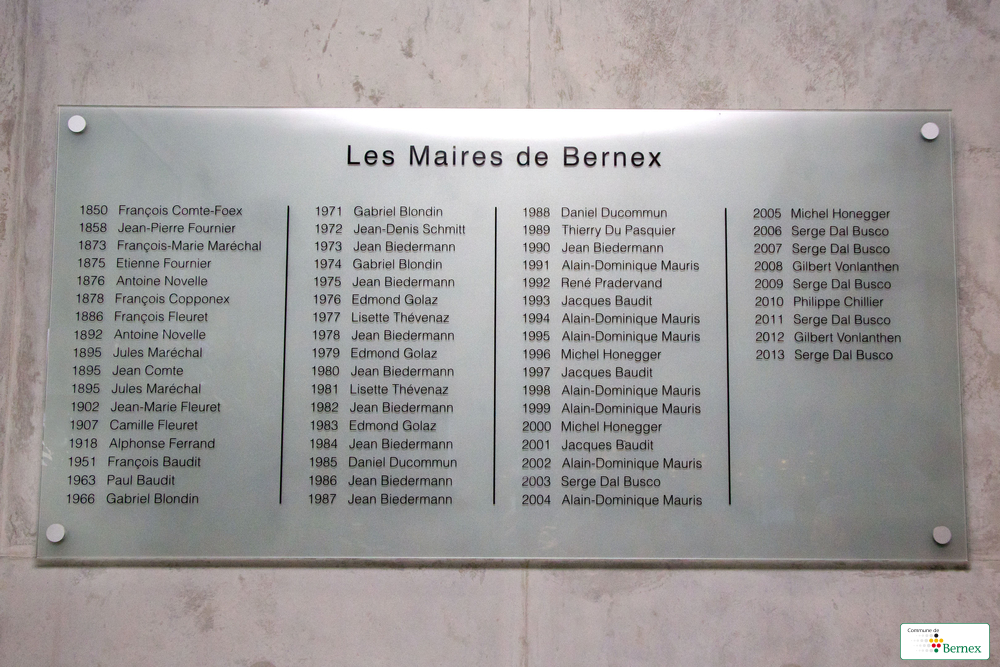 Les Maires de Bernex
1850 François Comte-Foex
1858 Jean-Pierre Fournier
1873 François-Marie Maréchal
1875 Etienne Fournier
1876 Antoine Novelle
1878 François Copponex
1886 François Fleuret
1892 Antoine Novelle
1895 Jules Maréchal
1895 Jean Comte
1895 Jules Maréchal
1902 Jean-Marie Fleuret
1907 Camille Fleuret
1918 Alphonse Ferrand
1951 François Baudit
1963 Paul Baudit
1966 Gabriel Blondin
1971 Gabriel Blondin
1972 Jean-Denis Schmitt
1973 Jean Biedermann
1974 Gabriel Blondin
1975 Jean Biedermann
1976 Edmond Golaz
1977 Lisette Thévenaz
1978 Jean Biedermann
1979 Edmond Golaz
1980 Jean Biedermann
1981 Lisette Thévenaz
1982 Jean Biedermann
1983 Edmond Golaz
1984 Jean Biedermann
1985 Daniel Ducommun
1986 Jean Biedermann
1987 Jean Biedermann
1988 Daniel Ducommun
1989 Thierry Du Pasquier
1990 Jean Biedermann
1991 Alain-Dominique Mauris
1992 René Pradervand
1993 Jacques Baudit
1994 Alain-Dominique Mauris
1995 Alain-Dominique Mauris
1996 Michel Honegger
1997 Jacques Baudit
1998 Alain-Dominique Mauris
1999 Alain-Dominique Mauris
2000 Michel Honegger
2001 Jacques Baudit
2002 Alain-Dominique Mauris
2003 Serge Dal Busco
2004 Alain-Dominique Mauris
2005 Michel Honegger
2006 Serge Dal Busco
2007 Serge Dal Busco
2008 Gilbert Vonlanthen
2009 Serge Dal Busco
2010 Philippe Chillier
2011 Serge Dal Busco
2012 Gilbert Vonlanthen
2013 Serge Dal Busco
Commune de
Bernex